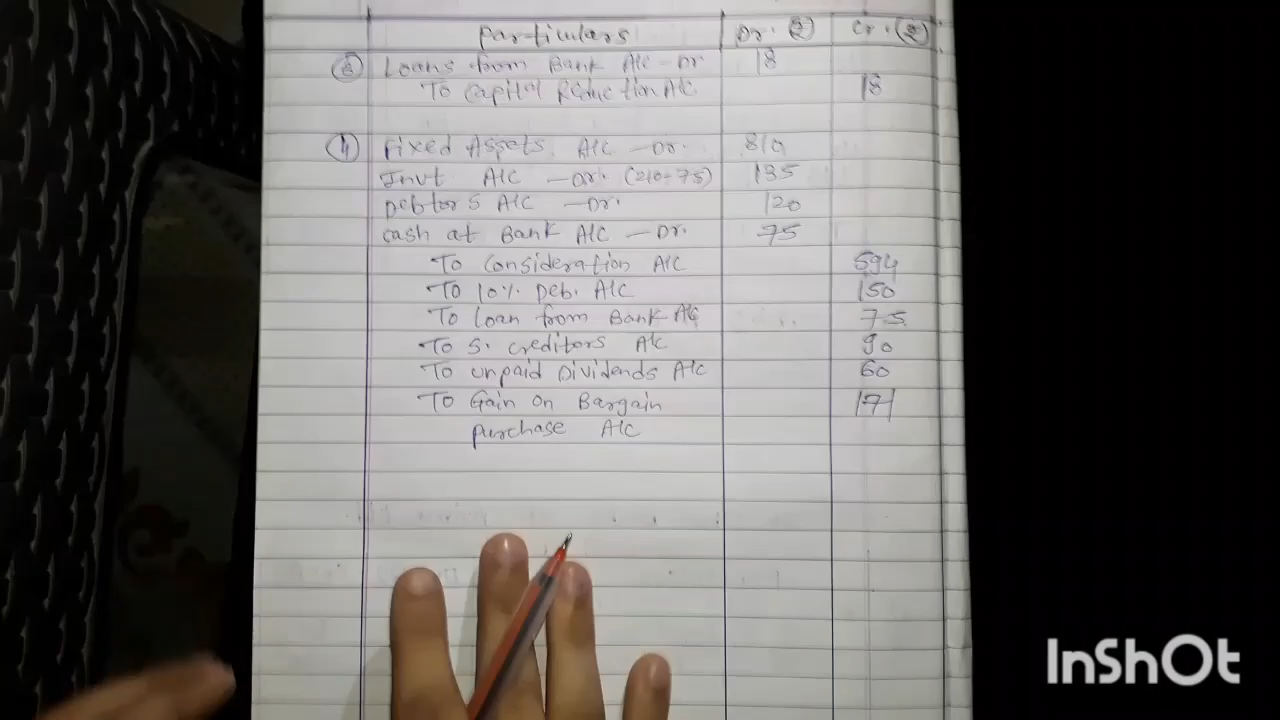 Particulars Dr. (₹) Cr. (₹)
③ Loans from Bank A/C - Dr 18
To Capital Reduction A/C 18
④ Fixed Assets A/C - Dr. 810
Invt A/C - Dr. (210-75) 135
Debtors A/C - Dr. 120
Cash at Bank A/C - Dr. 75
To Consideration A/C 594
To 10% Deb. A/C 150
To Loan from Bank A/C 75
To S. Creditors A/C 90
To Unpaid Dividends A/C 60
To Gain on Bargain 171
Purchase A/C
InShOt